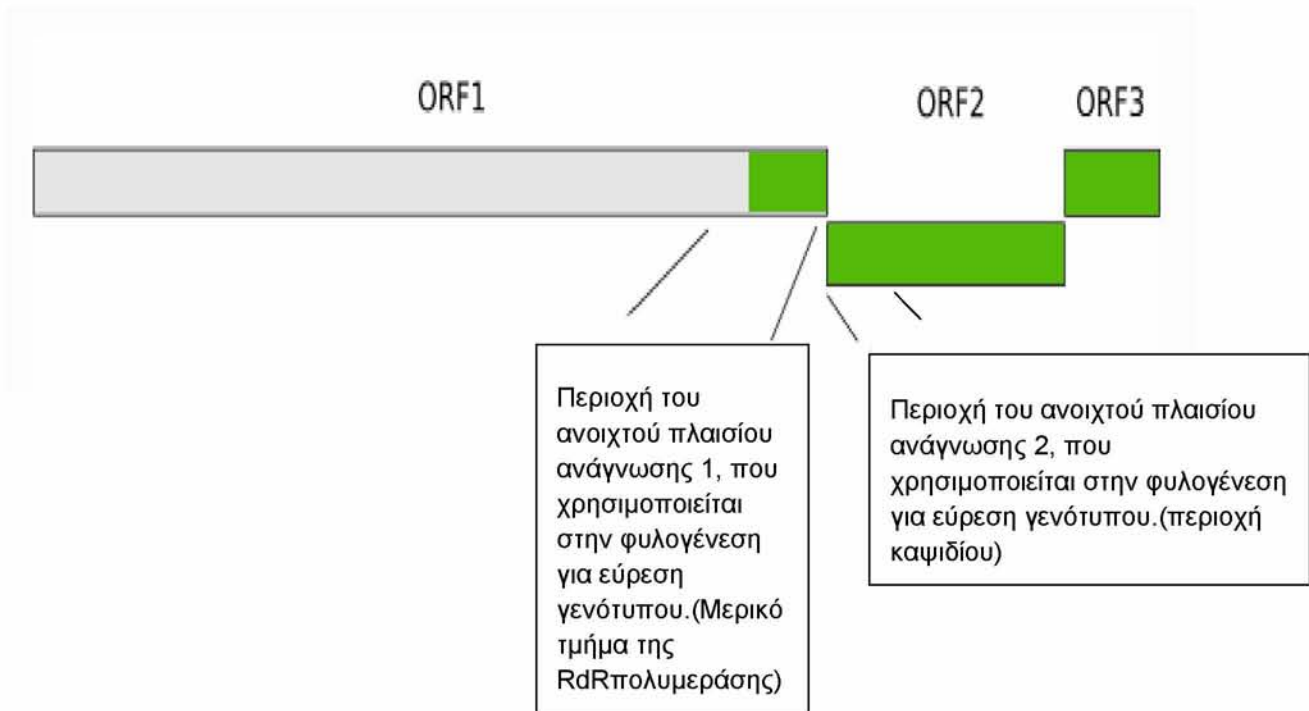 ORF1
ORF2
ORF3
Περιοχή του
ανοιχτού πλαισίου
ανάγνωσης 1, που
χρησιμοποιείται
στην φυλογένεση
για εύρεση
γενότυπου.(Μερικό
τμήμα της
RdRπολυμεράσης)
Περιοχή του ανοιχτού πλαισίου
ανάγνωσης 2, που
χρησιμοποιείται στην φυλογένεση
για εύρεση γενότυπου.(περιοχή
καψιδίου)